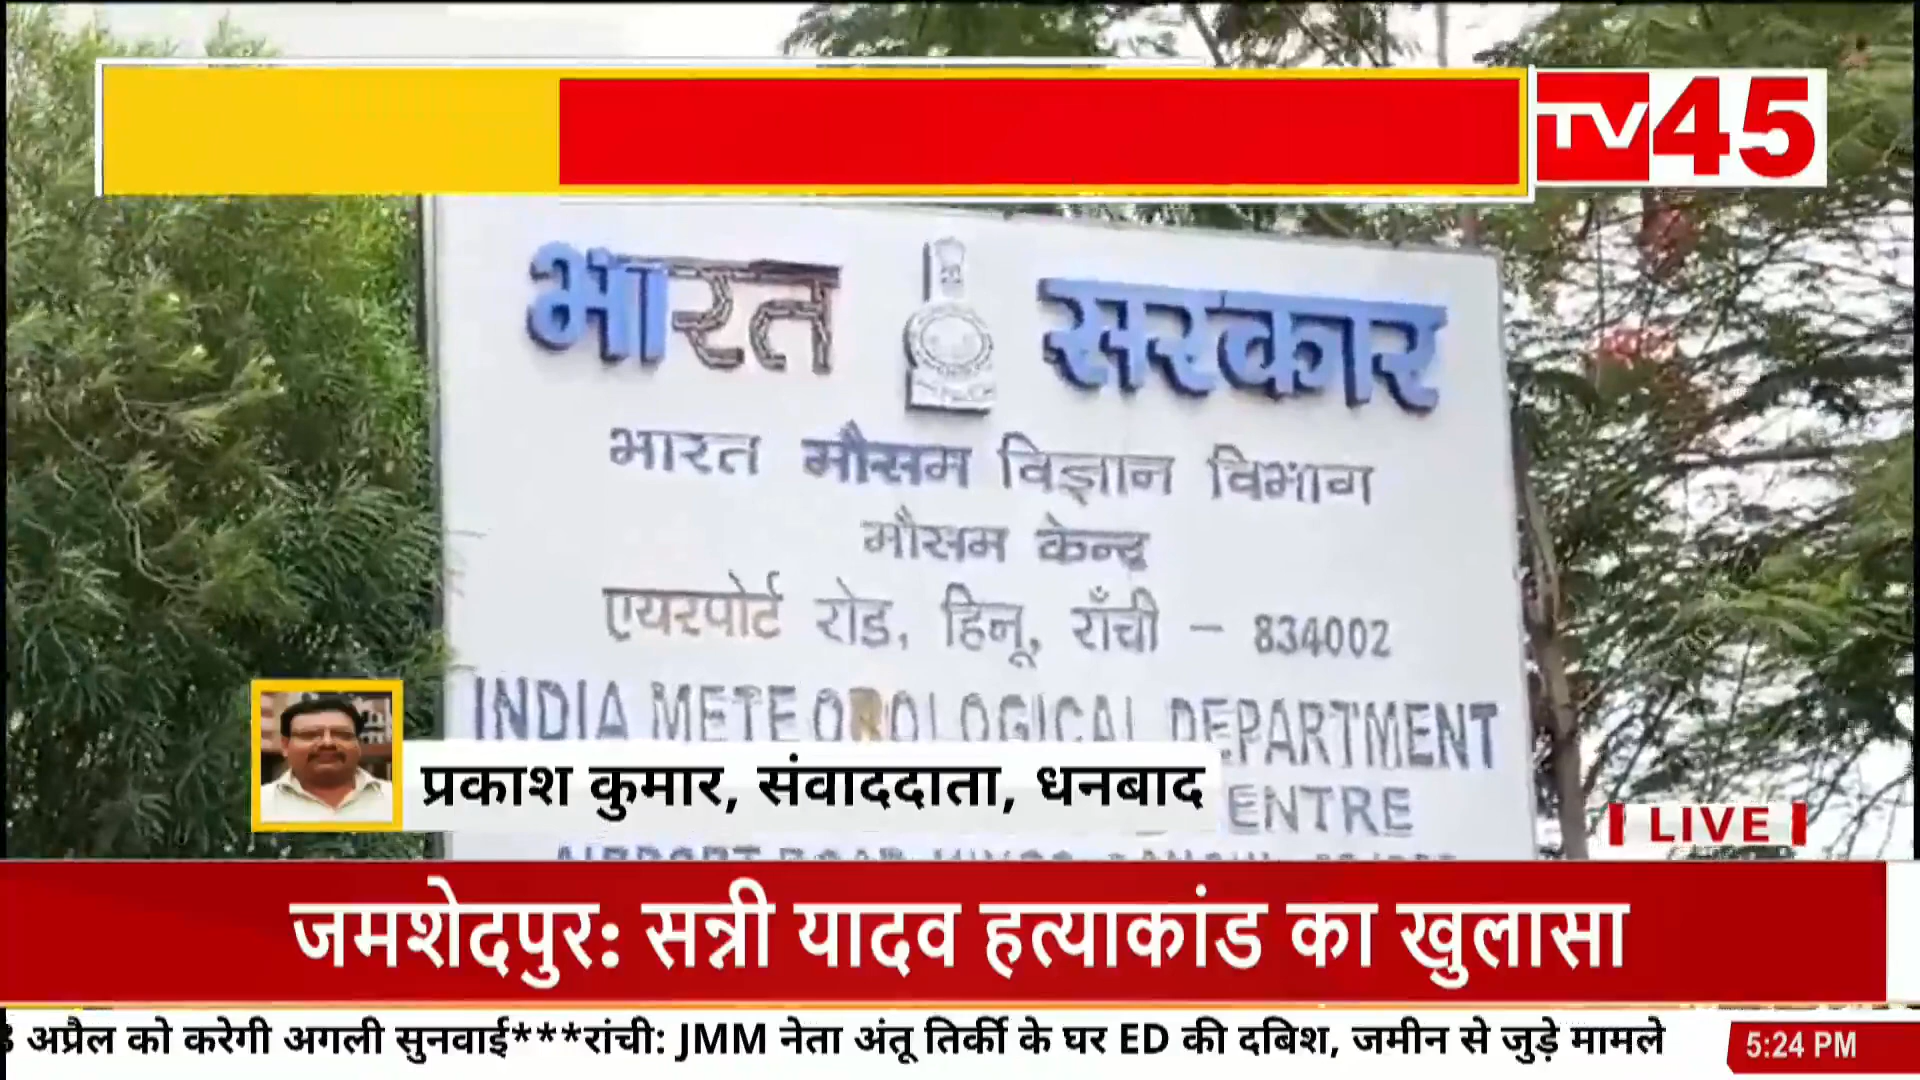 TV45
भारत सरकार
भारत मौसम विज्ञान विभाग
मौसम केन्द्र
एयरपोर्ट रोड, हिनू, राँची - 834002
INDIA METEOROLOGICAL DEPARTMENT
ENTRE
प्रकाश कुमार, संवाददाता, धनबाद
LIVE
जमशेदपुर: सन्नी यादव हत्याकांड का खुलासा
अप्रैल को करेगी अगली सुनवाई***रांची: JMM नेता अंतू तिर्की के घर ED की दबिश, जमीन से जुड़े मामले
5:24 PM